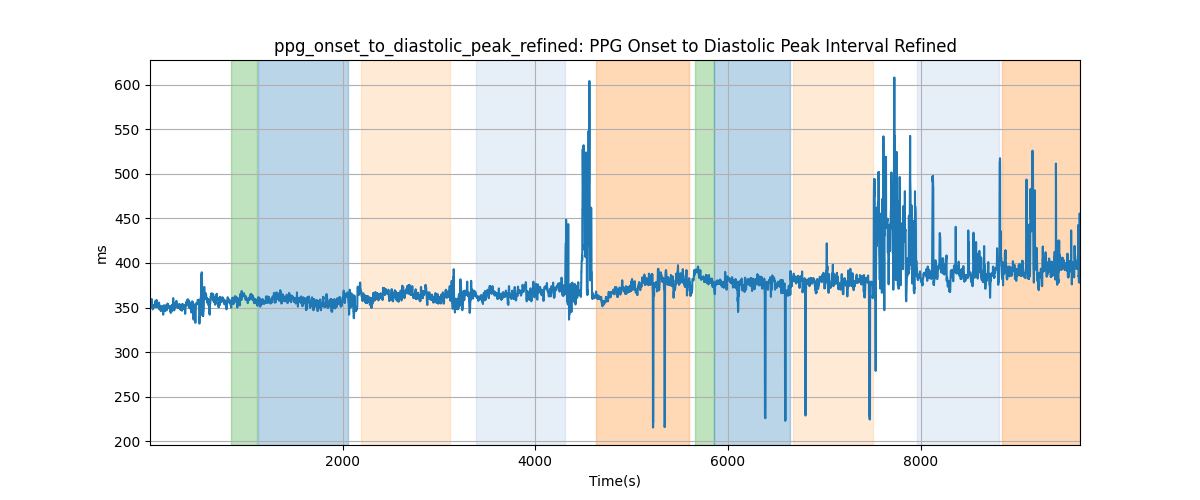 ppg_onset_to_diastolic_peak_refined: PPG Onset to Diastolic Peak Interval Refined
600
550
500
450
400
350
300
250
200
ms
2000 4000 6000 8000
Time(s)